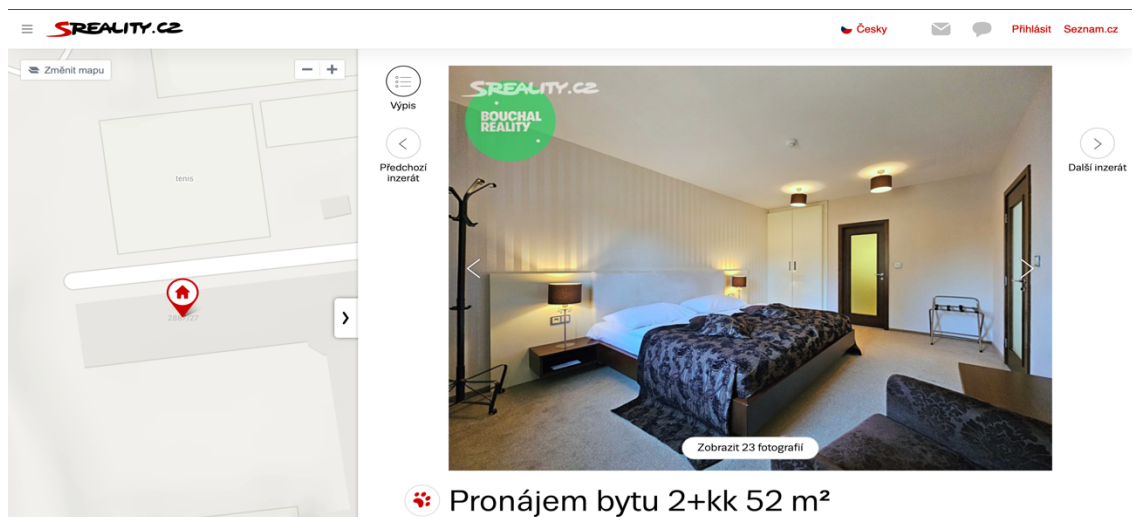 SREALITY.CZ
Česky
Přihlásit
Seznam.cz
Změnit mapu
tenis
Výpis
Předchozí
inzerát
SREALITY.CZ
BOUCHAL
REALITY
Další inzerát
Zobrazit 23 fotografií
Pronájem bytu 2+kk 52 m²